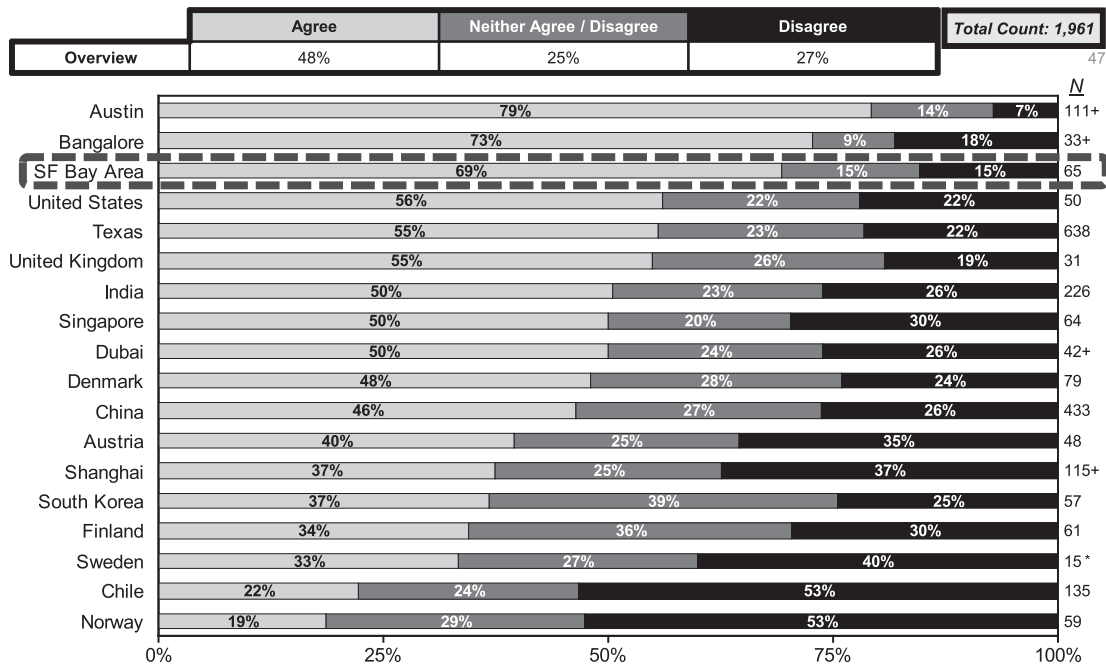 Agree Neither Agree / Disagree Disagree Total Count: 1,961
Overview 48% 25% 27% 47
N
Austin 79% 14% 7% 111+
Bangalore 73% 9% 18% 33+
SF Bay Area 69% 15% 15% 65
United States 56% 22% 22% 50
Texas 55% 23% 22% 638
United Kingdom 55% 26% 19% 31
India 50% 23% 26% 226
Singapore 50% 20% 30% 64
Dubai 50% 24% 26% 42+
Denmark 48% 28% 24% 79
China 46% 27% 26% 433
Austria 40% 25% 35% 48
Shanghai 37% 25% 37% 115+
South Korea 37% 39% 25% 57
Finland 34% 36% 30% 61
Sweden 33% 27% 40% 15 *
Chile 22% 24% 53% 135
Norway 19% 29% 53% 59
0% 25% 50% 75% 100%